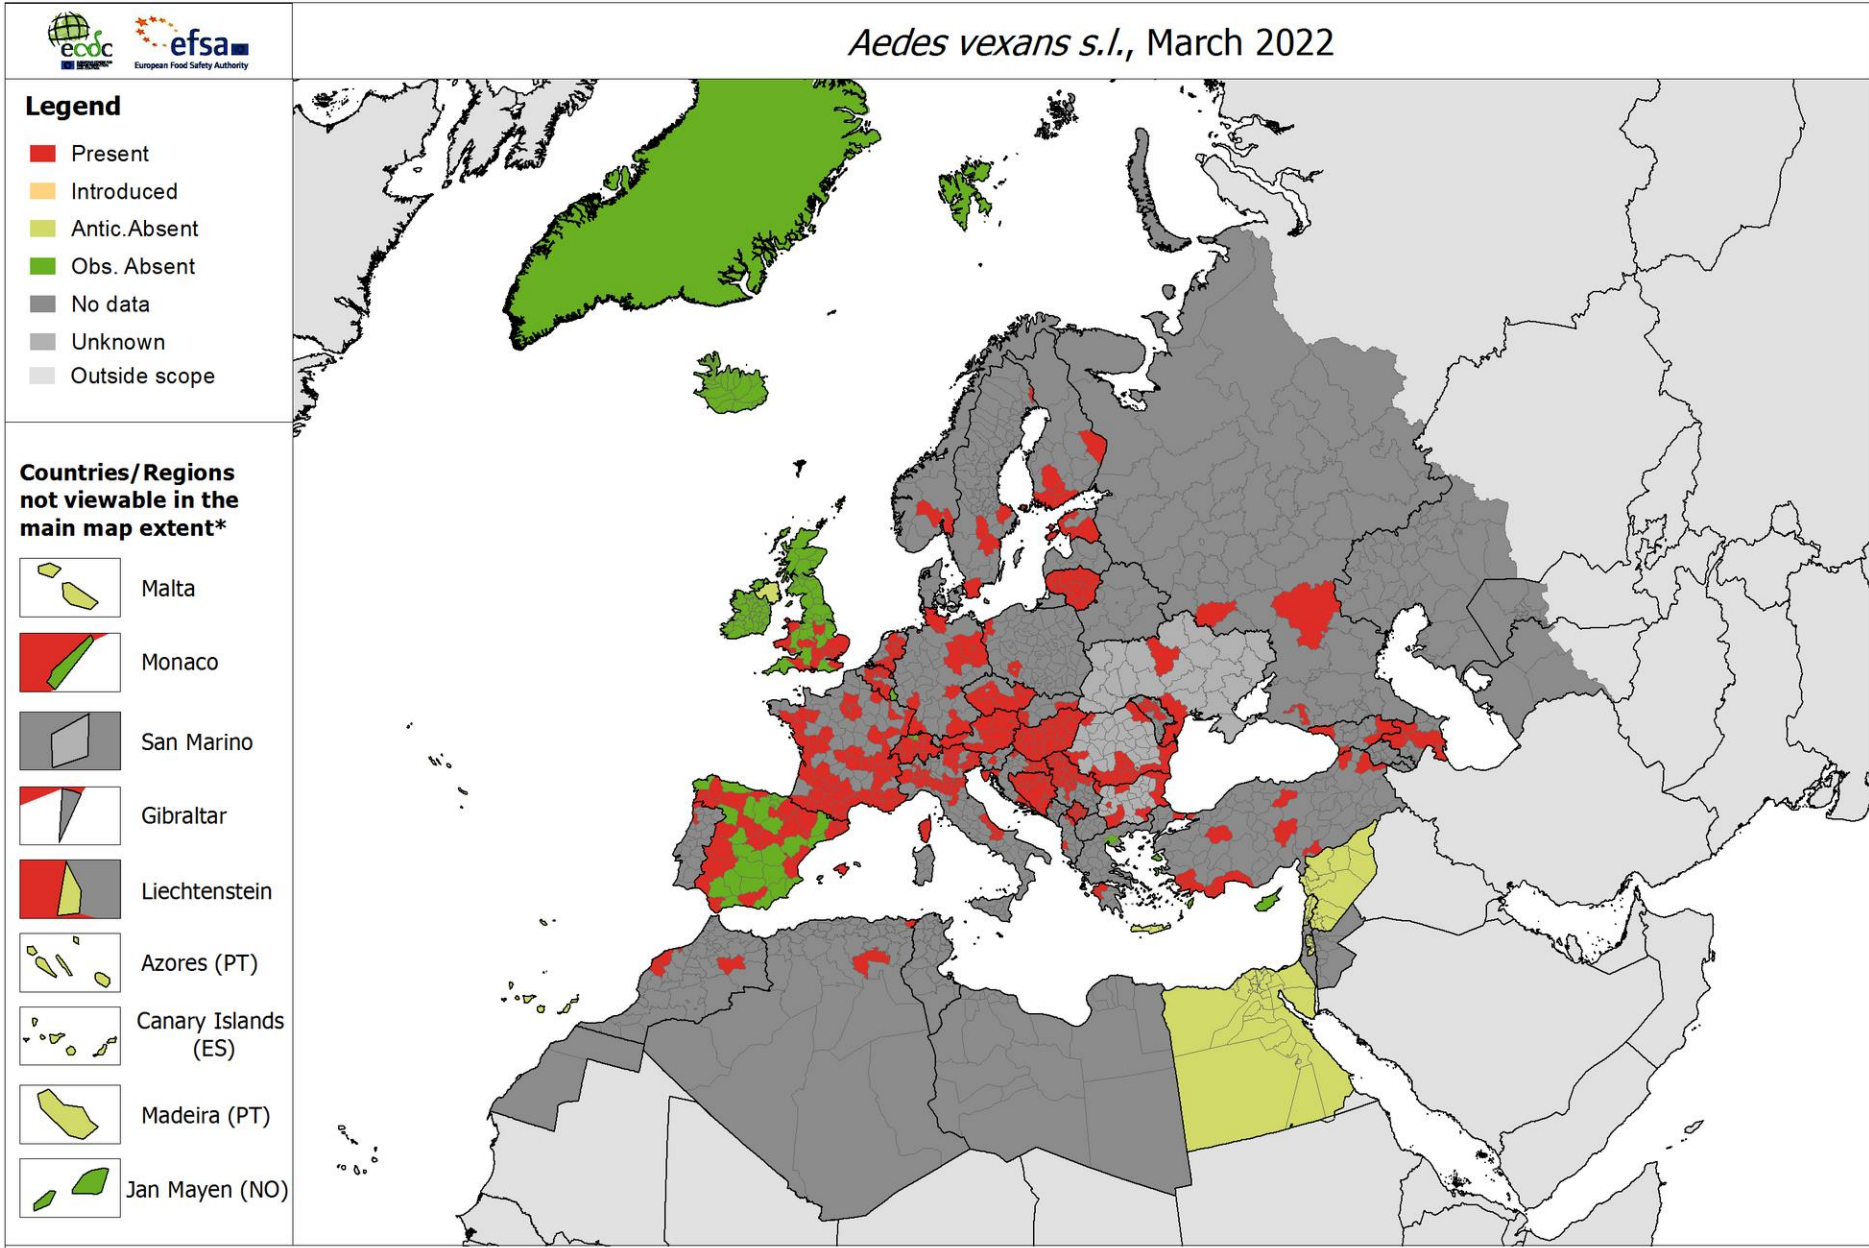 ecdc
efsa
European Food Safety Authority
Aedes vexans s.l., March 2022
Legend
Present
Introduced
Antic.Absent
Obs. Absent
No data
Unknown
Outside scope
Countries/Regions
not viewable in the
main map extent*
Malta
Monaco
San Marino
Gibraltar
Liechtenstein
Azores (PT)
Canary Islands
(ES)
Madeira (PT)
Jan Mayen (NO)